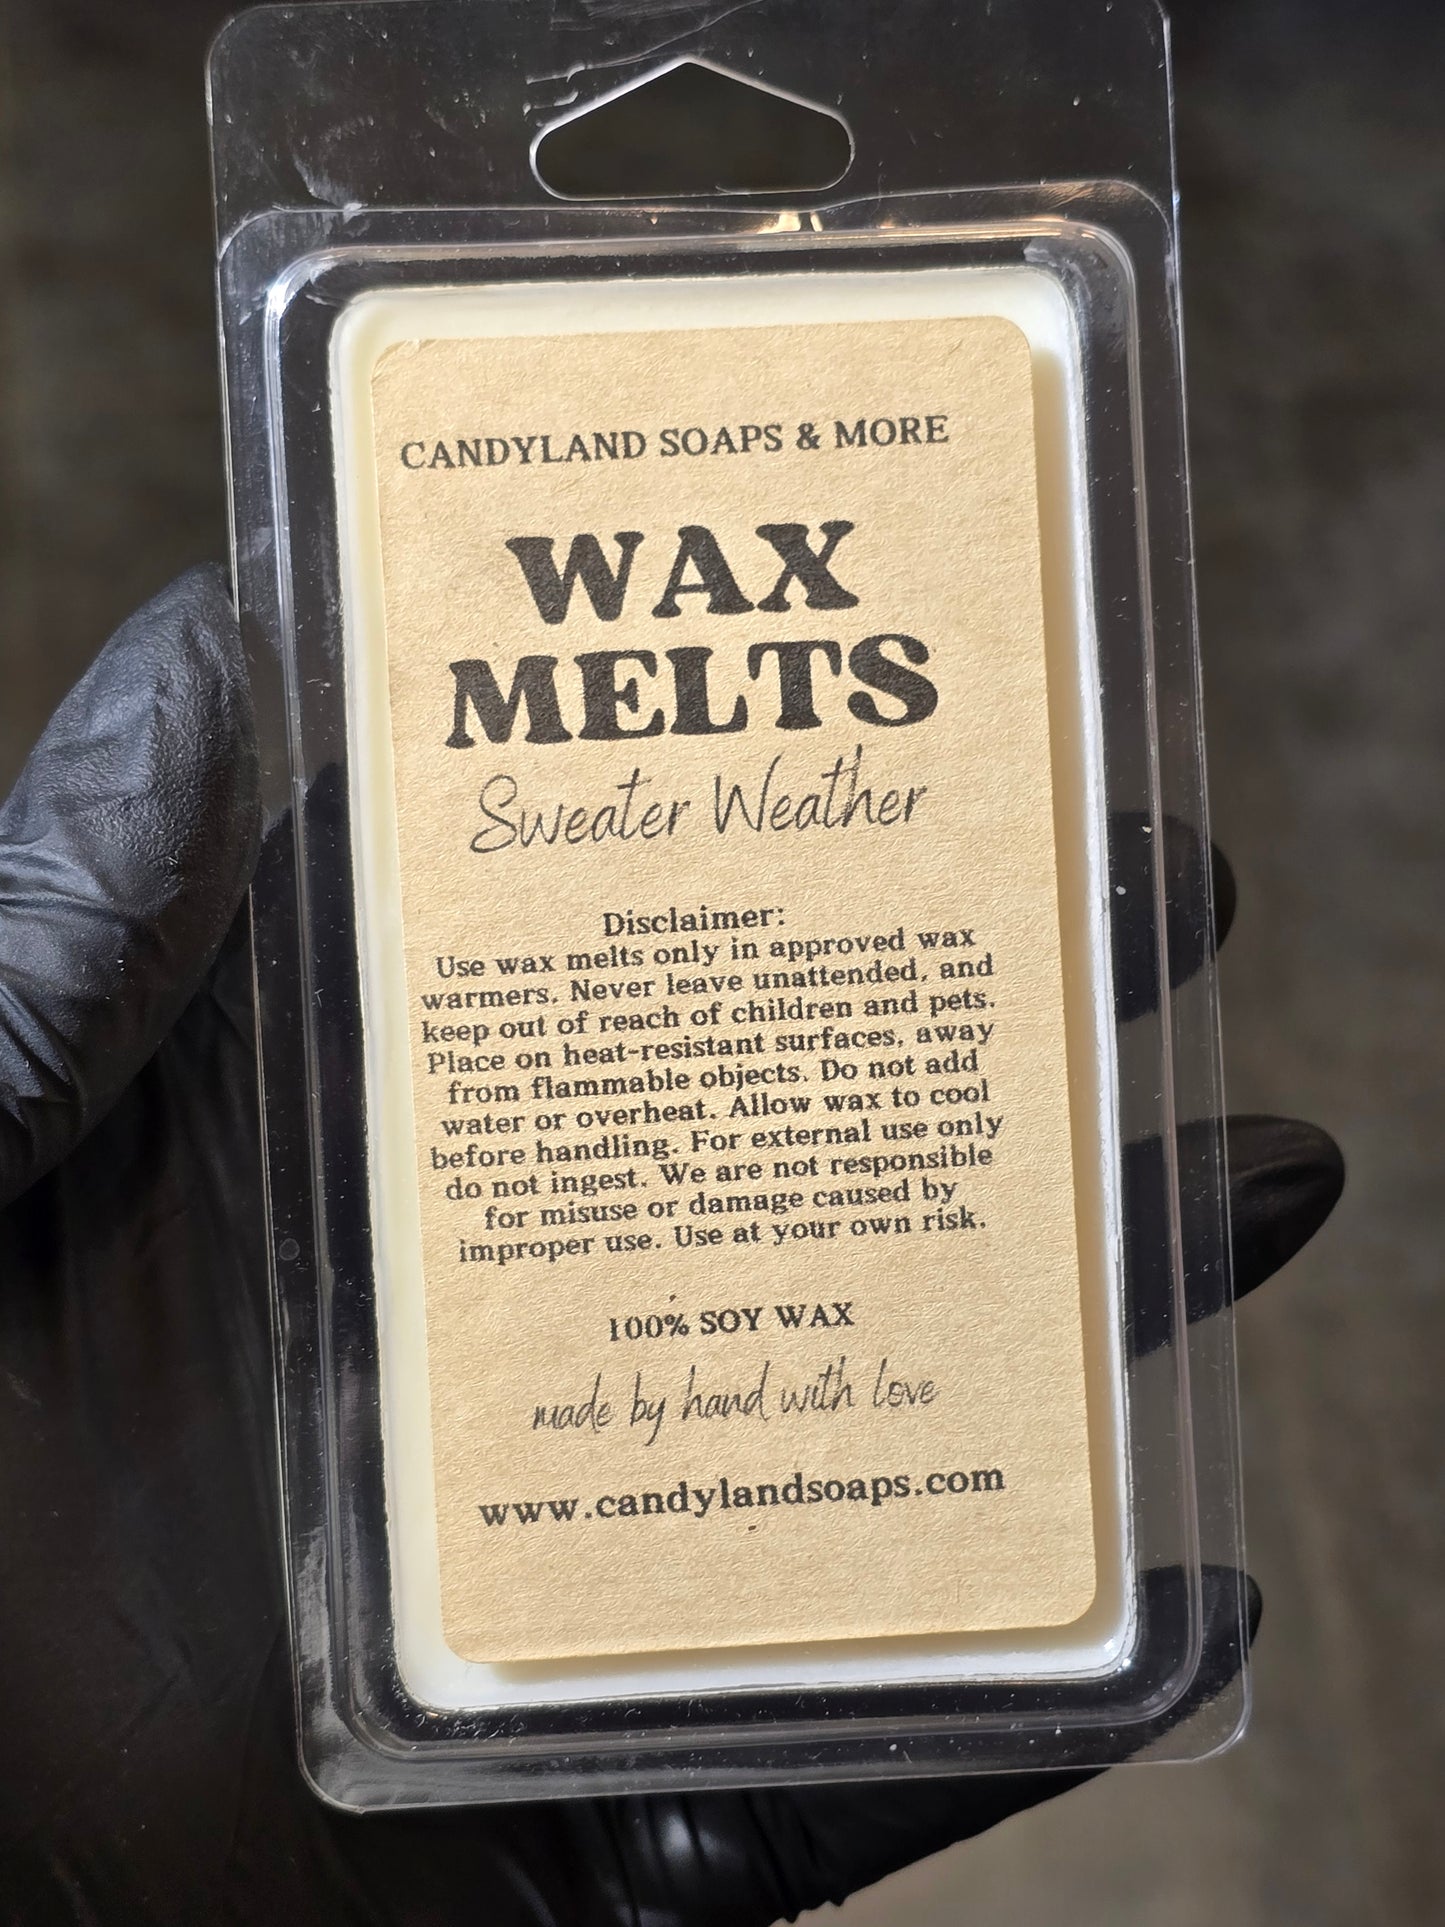 CANDYLAND SOAPS & MORE
WAX
MELTS
Sweater Weather
Disclaimer:
Use wax melts only in approved wax
warmers. Never leave unattended, and
keep out of reach of children and pets.
Place on heat-resistant surfaces, away
from flammable objects. Do not add
water or overheat. Allow wax to cool
before handling. For external use only
do not ingest. We are not responsible
for misuse or damage caused by
improper use. Use at your own risk.
100% SOY WAX
made by hand with love
www.candylandsoaps.com